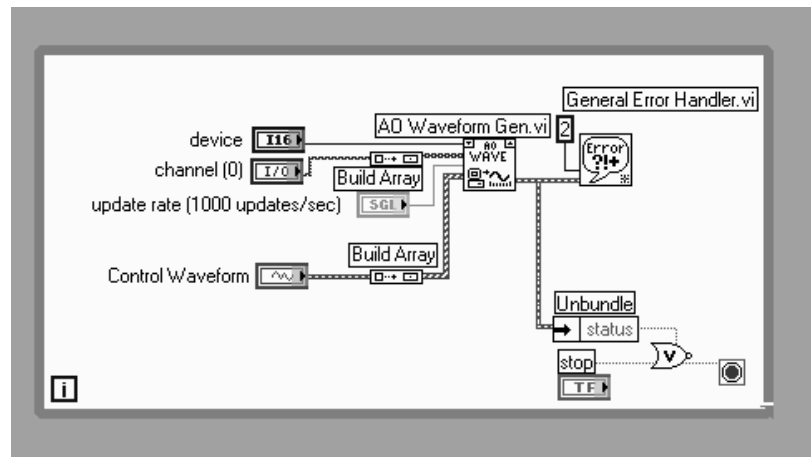 General Error Handler.vi
AO Waveform Gen.vi
2
device
I16
AO
WAVE
Error
?!+
channel (0)
I/O
Build Array
update rate (1000 updates/sec)
SGL
Build Array
Control Waveform
Unbundle
status
stop
V
TF
i